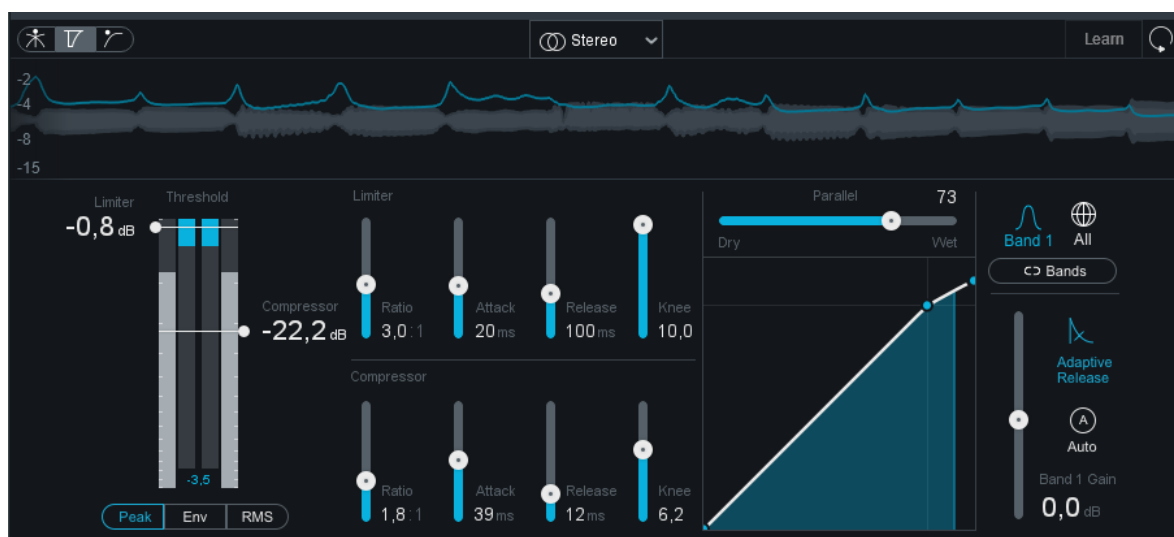 Stereo
Learn
-2
-4
-8
-15
Limiter
-0,8 dB
Threshold
Compressor
-22,2 dB
-3,5
Peak Env RMS
Limiter
Ratio
3,0:1
Attack
20 ms
Release
100 ms
Knee
10,0
Compressor
Ratio
1,8:1
Attack
39 ms
Release
12 ms
Knee
6,2
Parallel 73
Dry Wet
Band 1 All
Bands
Adaptive
Release
A
Auto
Band 1 Gain
0,0 dB